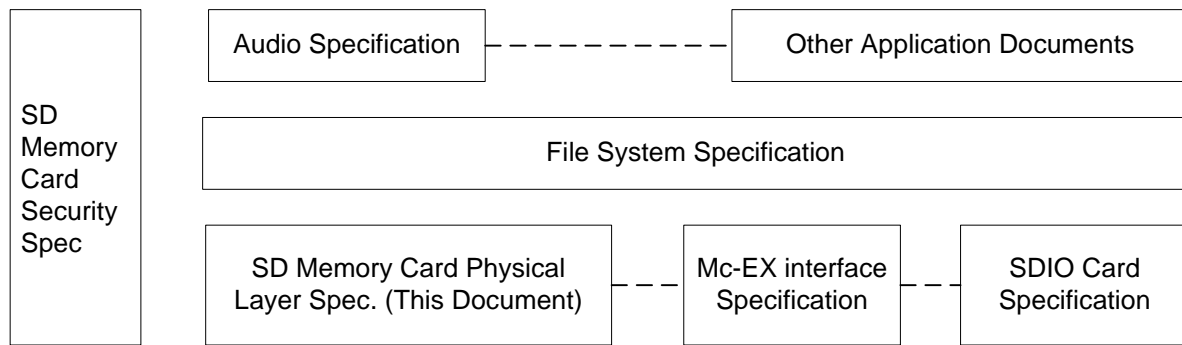 SD
Memory
Card
Security
Spec
Audio Specification
Other Application Documents
File System Specification
SD Memory Card Physical
Layer Spec. (This Document)
Mc-EX interface
Specification
SDIO Card
Specification